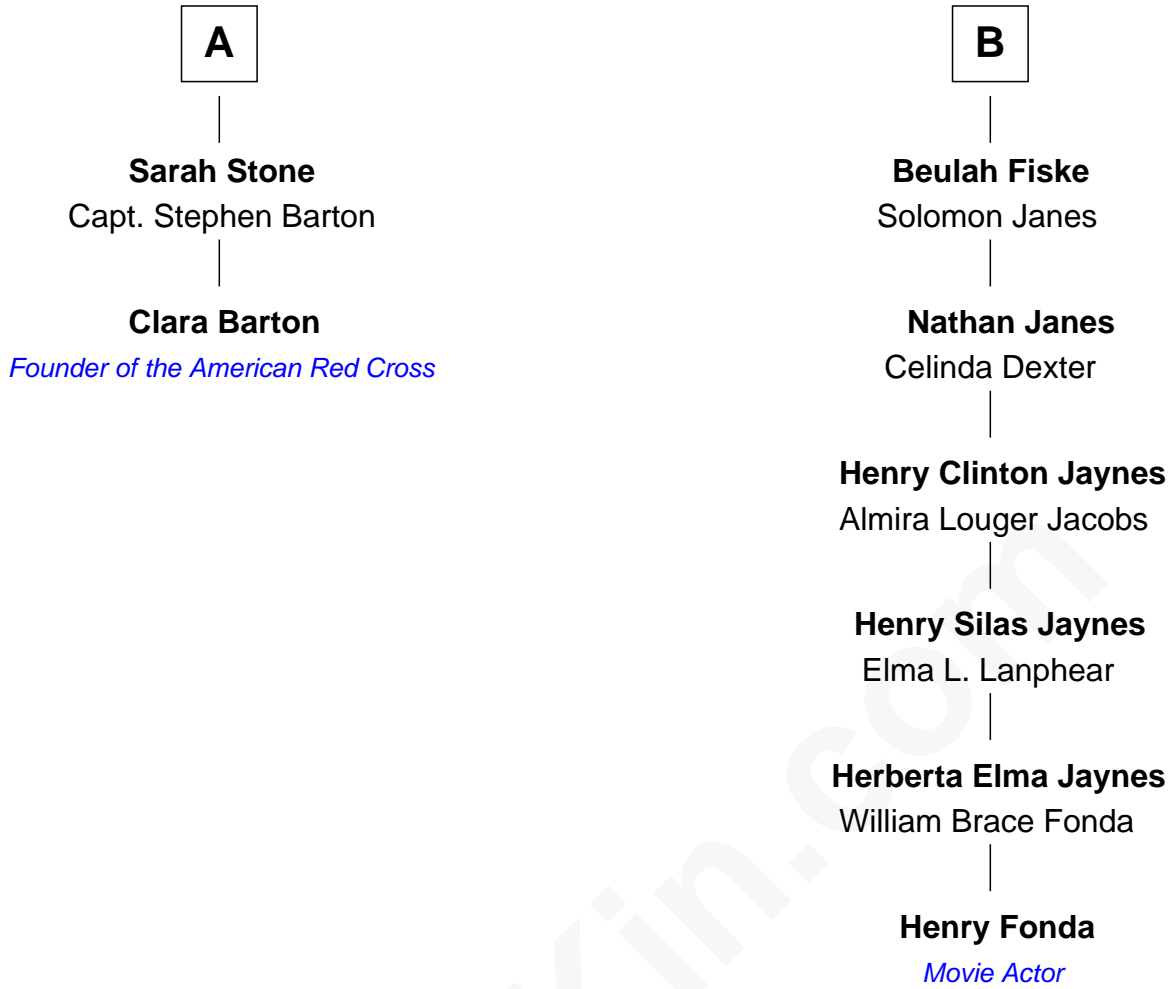 A
Sarah Stone
Capt. Stephen Barton
Clara Barton
Founder of the American Red Cross
B
Beulah Fiske
Solomon Janes
Nathan Janes
Celinda Dexter
Henry Clinton Jaynes
Almira Louger Jacobs
Henry Silas Jaynes
Elma L. Lanphear
Herberta Elma Jaynes
William Brace Fonda
Henry Fonda
Movie Actor
Kin.com